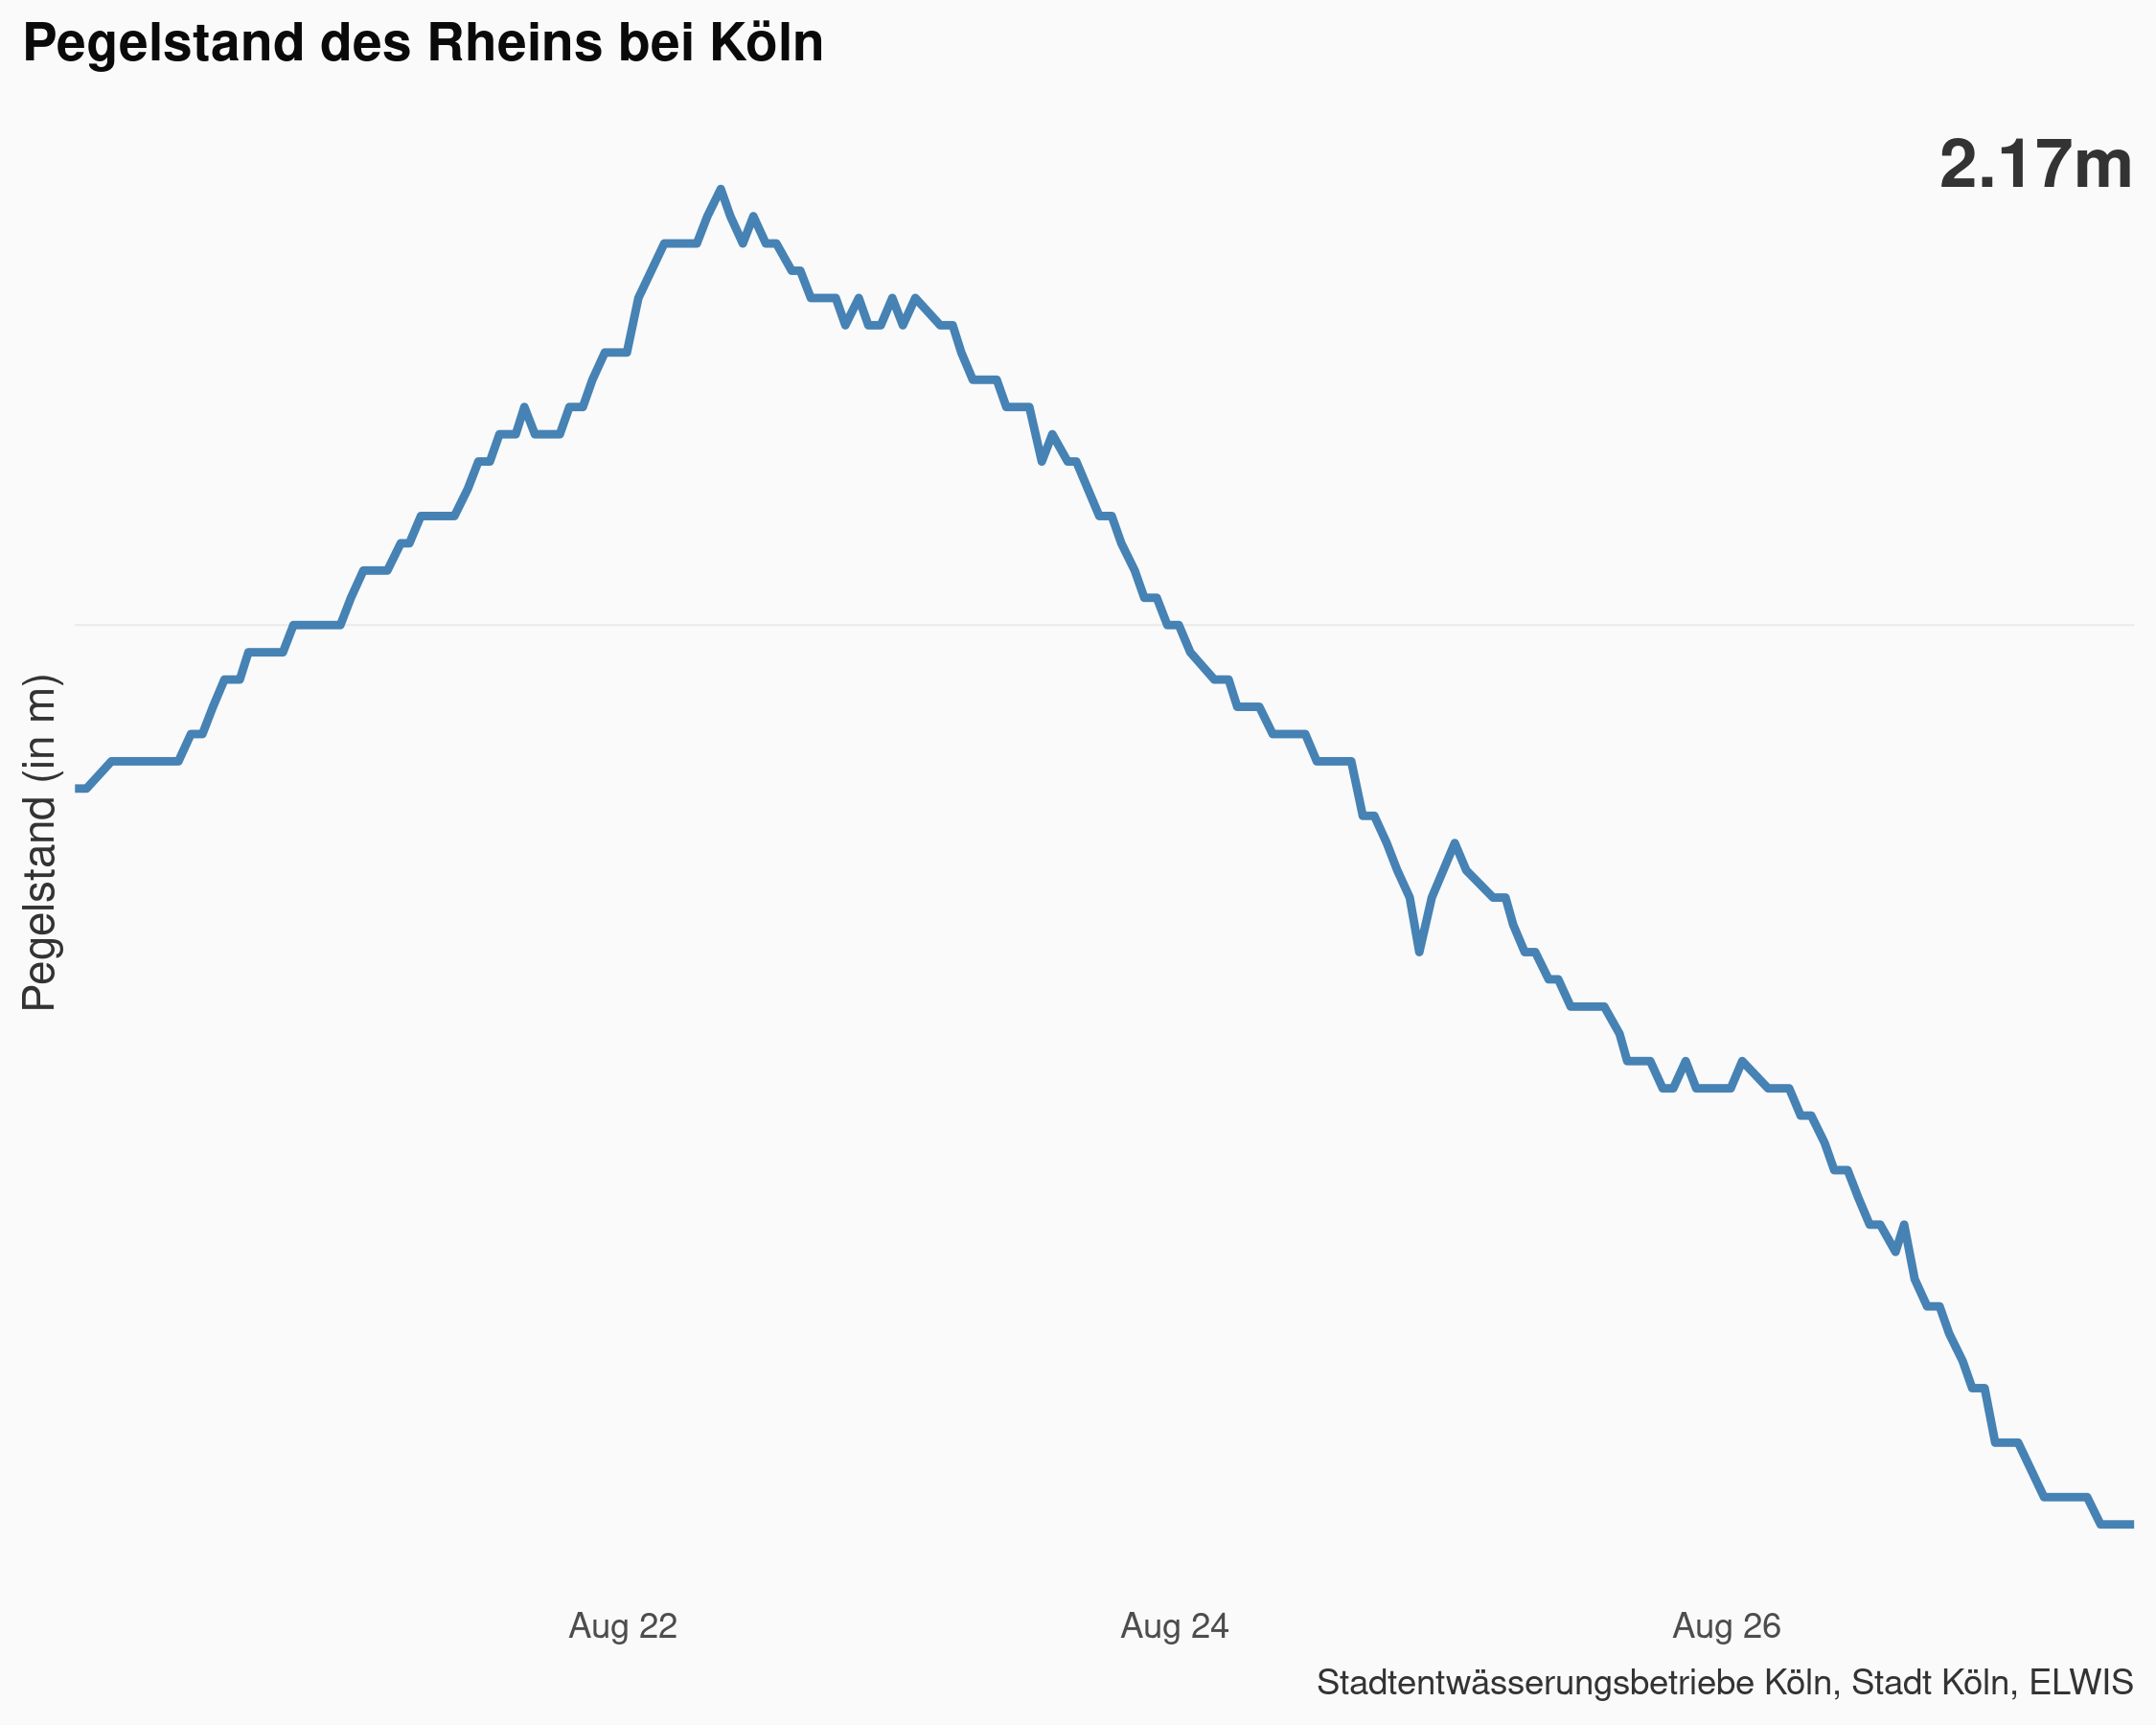 Pegelstand des Rheins bei Köln
2.17m
Pegelstand (in m)
Aug 22
Aug 24
Aug 26
Stadtentwässerungsbetriebe Köln, Stadt Köln, ELWIS